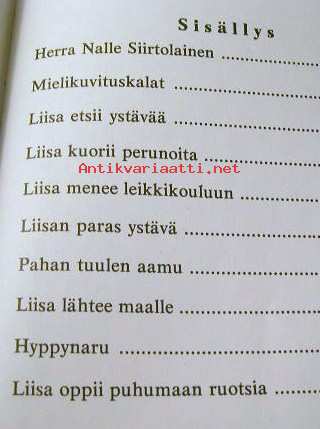 Sisällys
Herra Nalle Siirtolainen ..............
Mielikuvituskalat ..............
Liisa etsii ystävää ..............
Liisa kuorii perunoita ..............
Antikvariaatti.net
Liisa menee leikkikouluun ..............
Liisan paras ystävä ..............
Pahan tuulen aamu ..............
Liisa lähtee maalle ..............
Hyppynaru ..............
Liisa oppii puhumaan ruotsia ..............